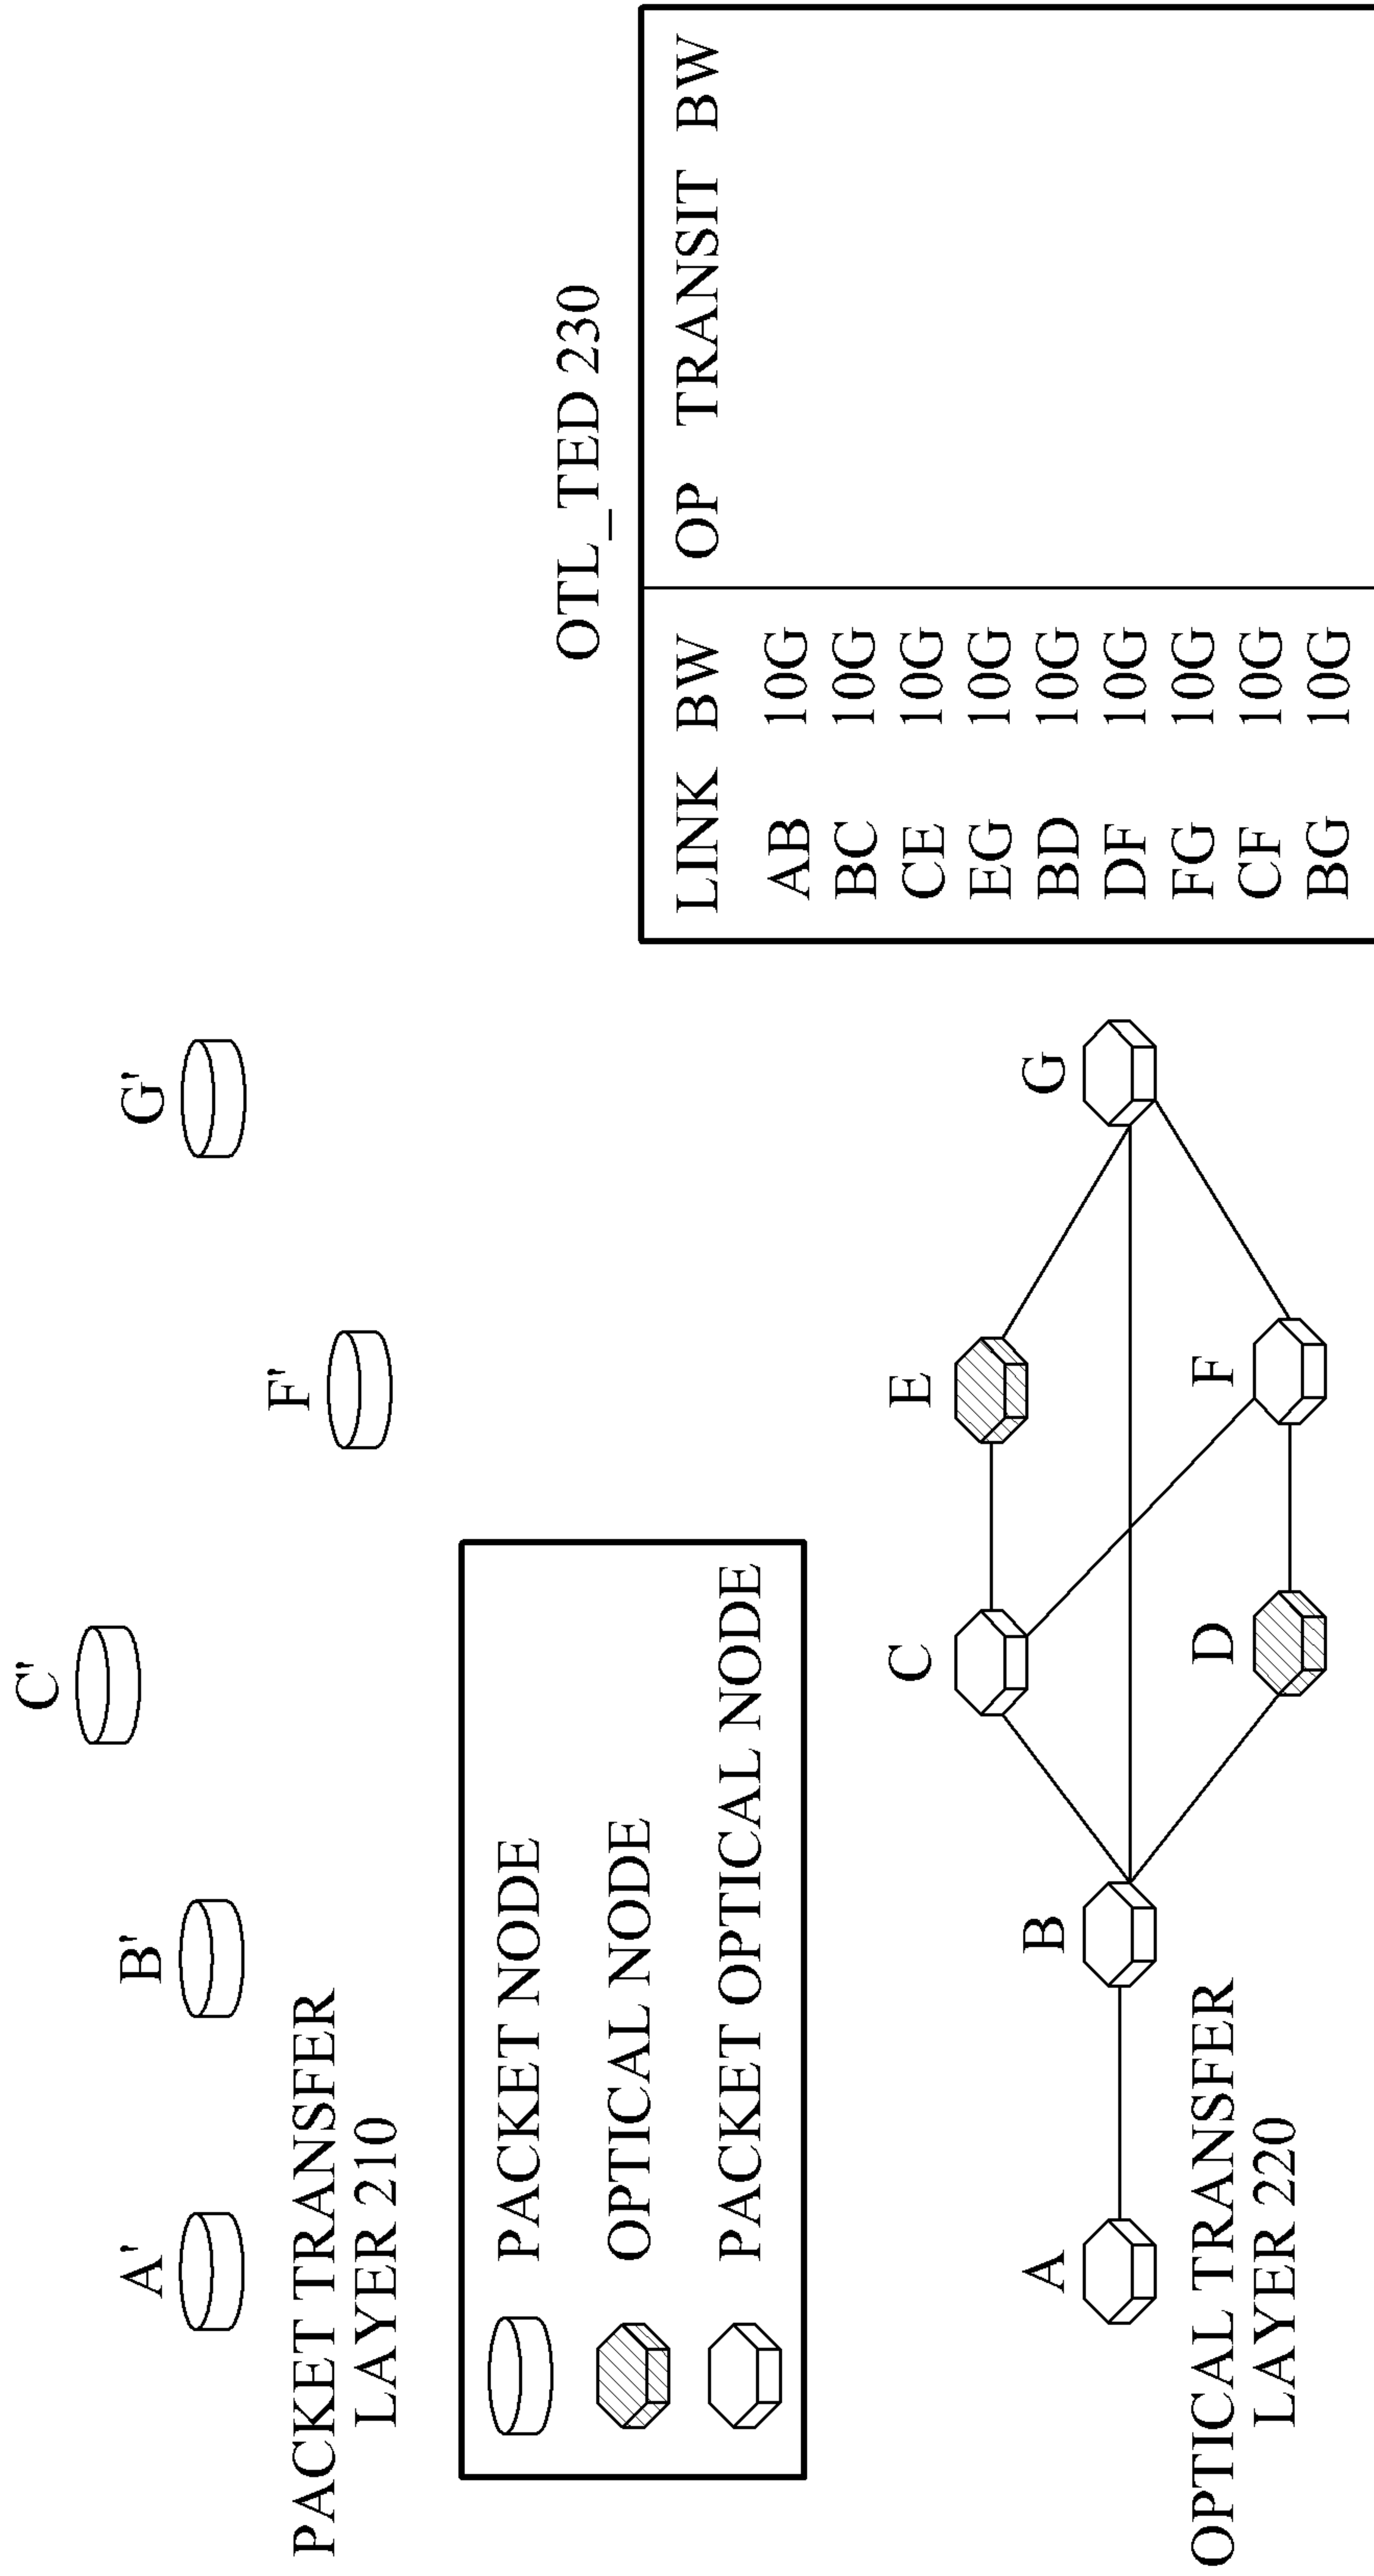 C'
A'
B'
G'
F'
PACKET TRANSFER
LAYER 210
PACKET NODE
OPTICAL NODE
PACKET OPTICAL NODE
OTL_TED 230
LINK BW OP TRANSIT BW
AB 10G
BC 10G
CE 10G
EG 10G
BD 10G
DF 10G
FG 10G
CF 10G
BG 10G
C
E
A
B
G
D
F
OPTICAL TRANSFER
LAYER 220